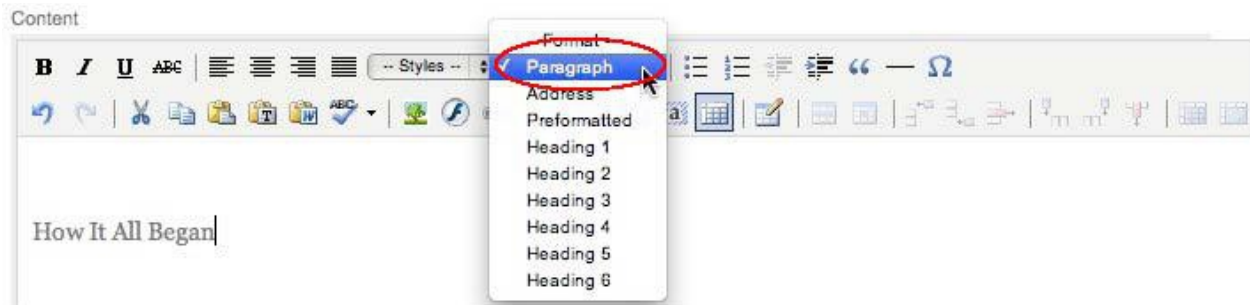 Content
B I U ABC -- Styles --
- Format -
✓ Paragraph
Address
Preformatted
Heading 1
Heading 2
Heading 3
Heading 4
Heading 5
Heading 6
How It All Began